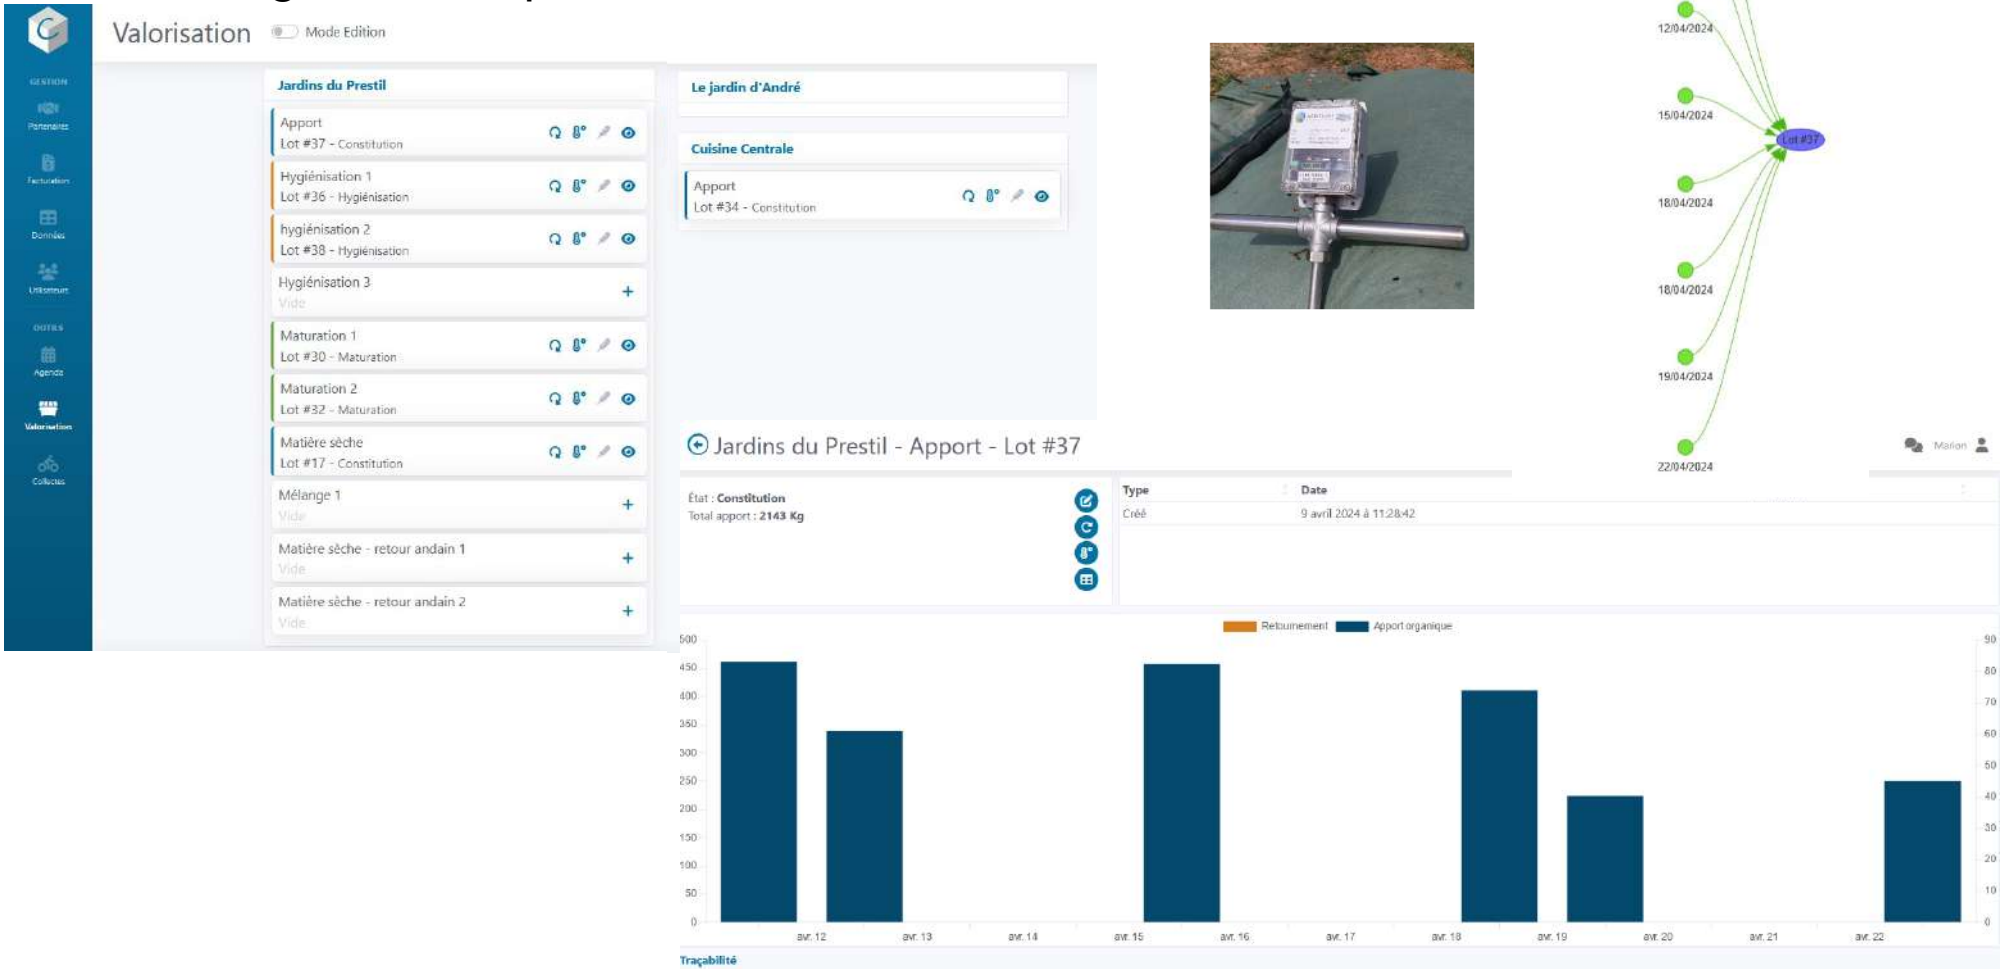 Valorisation
Mode Edition
GESTION
Partenaires
Facturation
Données
Utilisateurs
OUTILS
Agenda
Valorisation
Collectes
Jardins du Prestil
Apport
Lot #37 - Constitution
Hygiénisation 1
Lot #36 - Hygiénisation
hygiénisation 2
Lot #38 - Hygiénisation
Hygiénisation 3
Vide
Maturation 1
Lot #30 - Maturation
Maturation 2
Lot #32 - Maturation
Matière sèche
Lot #17 - Constitution
Mélange 1
Vide
Matière sèche - retour andain 1
Vide
Matière sèche - retour andain 2
Vide
Le jardin d'André
Cuisine Centrale
Apport
Lot #34 - Constitution
12/04/2024
15/04/2024
18/04/2024
18/04/2024
19/04/2024
22/04/2024
Lot #37
Jardins du Prestil - Apport - Lot #37
Marion
État : Constitution
Total apport : 2143 Kg
Type Date
Créé 9 avril 2024 à 11:28:42
Retournement Apport organique
500
450
400
350
300
250
200
150
100
50
0
90
80
70
60
50
40
30
20
10
0
avr. 12 avr. 13 avr. 14 avr. 15 avr. 16 avr. 17 avr. 18 avr. 19 avr. 20 avr. 21 avr. 22
Traçabilité